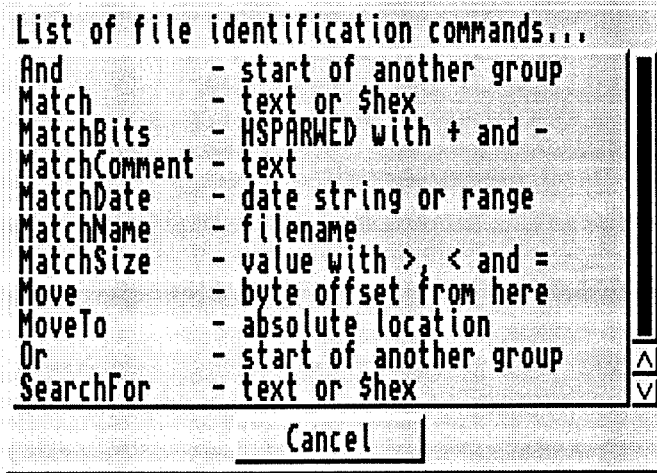 List of file identification commands...
And - start of another group
Match - text or $hex
MatchBits - HSPARWED with + and -
MatchComment - text
MatchDate - date string or range
MatchName - filename
MatchSize - value with >, < and =
Move - byte offset from here
MoveTo - absolute location
Or - start of another group
SearchFor - text or $hex
Cancel